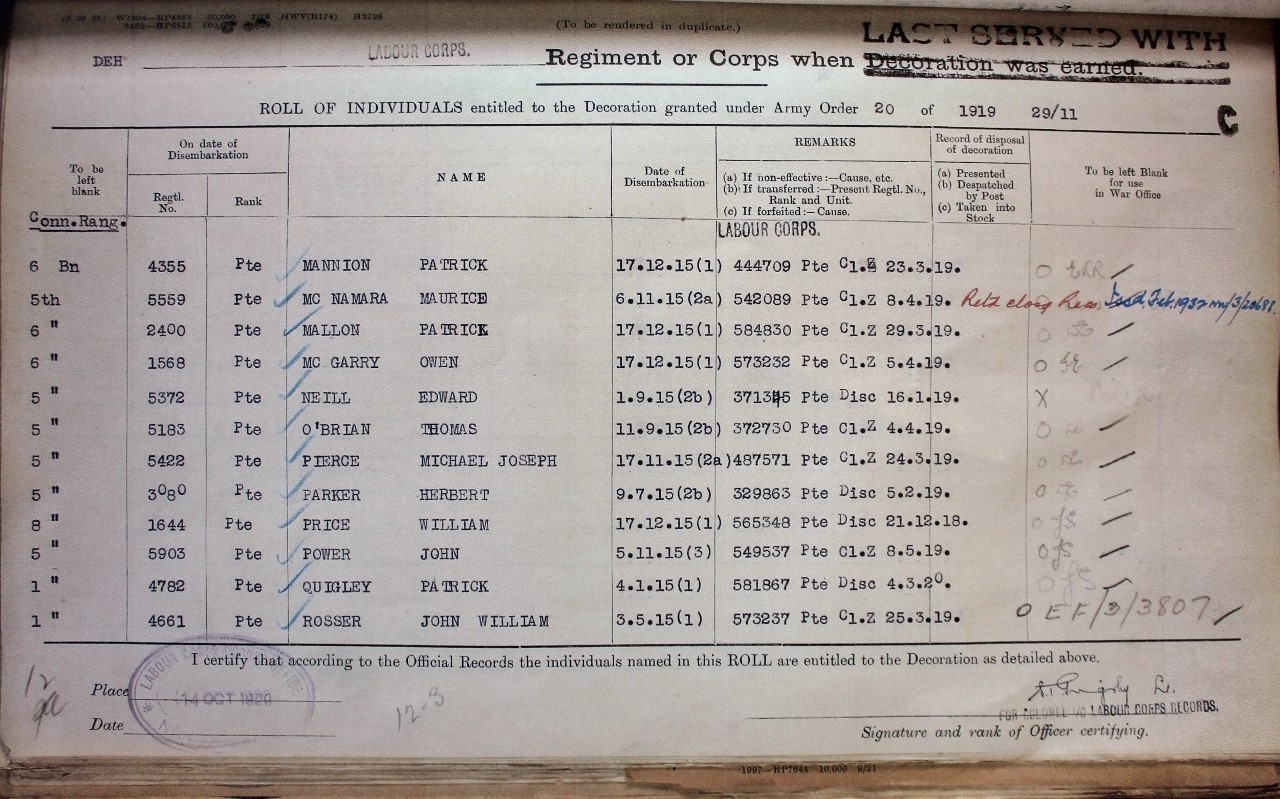 (To be rendered in duplicate.)
LAST SERVED WITH
DEH LABOUR CORPS. Regiment or Corps when Decoration was earned.
ROLL OF INDIVIDUALS entitled to the Decoration granted under Army Order 20 of 1919 29/11
C
To be left blank
On date of Disembarkation
Regtl. No.
Rank
NAME
Date of Disembarkation
REMARKS
(a) If non-effective :—Cause, etc.
(b) If transferred :—Present Regtl. No., Rank and Unit.
(c) If forfeited :— Cause.
Record of disposal of decoration
(a) Presented
(b) Despatched by Post
(c) Taken into Stock
To be left Blank for use in War Office
Conn.Rang.
LABOUR CORPS.
6 Bn 4355 Pte MANNION PATRICK 17.12.15(1) 444709 Pte Cl.Z 23.3.19. O
5th 5559 Pte MC NAMARA MAURICE 6.11.15(2a) 542089 Pte Cl.Z 8.4.19. Feb. 1932
6 " 2400 Pte MALLON PATRICK 17.12.15(1) 584830 Pte Cl.Z 29.3.19. O
6 " 1568 Pte MC GARRY OWEN 17.12.15(1) 573232 Pte Cl.Z 5.4.19. O
5 " 5372 Pte NEILL EDWARD 1.9.15(2b) Pte Disc 16.1.19. X
5 " 5183 Pte O'BRIAN THOMAS 11.9.15(2b) 372730 Pte Cl.Z 4.4.19. O
5 " 5422 Pte PIERCE MICHAEL JOSEPH 17.11.15(2a) 487571 Pte Cl.Z 24.3.19. O
5 " 3080 Pte PARKER HERBERT 9.7.15(2b) 329863 Pte Disc 5.2.19. O
8 " 1644 Pte PRICE WILLIAM 17.12.15(1) 565348 Pte Disc 21.12.18. O
5 " 5903 Pte POWER JOHN 5.11.15(3) 549537 Pte Cl.Z 8.5.19. O
1 " 4782 Pte QUIGLEY PATRICK 4.1.15(1) 581867 Pte Disc 4.3.20. O
1 " 4661 Pte ROSSER JOHN WILLIAM 3.5.15(1) 573237 Pte Cl.Z 25.3.19. O EF/3/3807
I certify that according to the Official Records the individuals named in this ROLL are entitled to the Decoration as detailed above.
Place
14 OCT 1920
12-3
12
FOR COLONEL I/C LABOUR CORPS RECORDS.
Date
Signature and rank of Officer certifying.
1997—RP7644 10,000 9/21